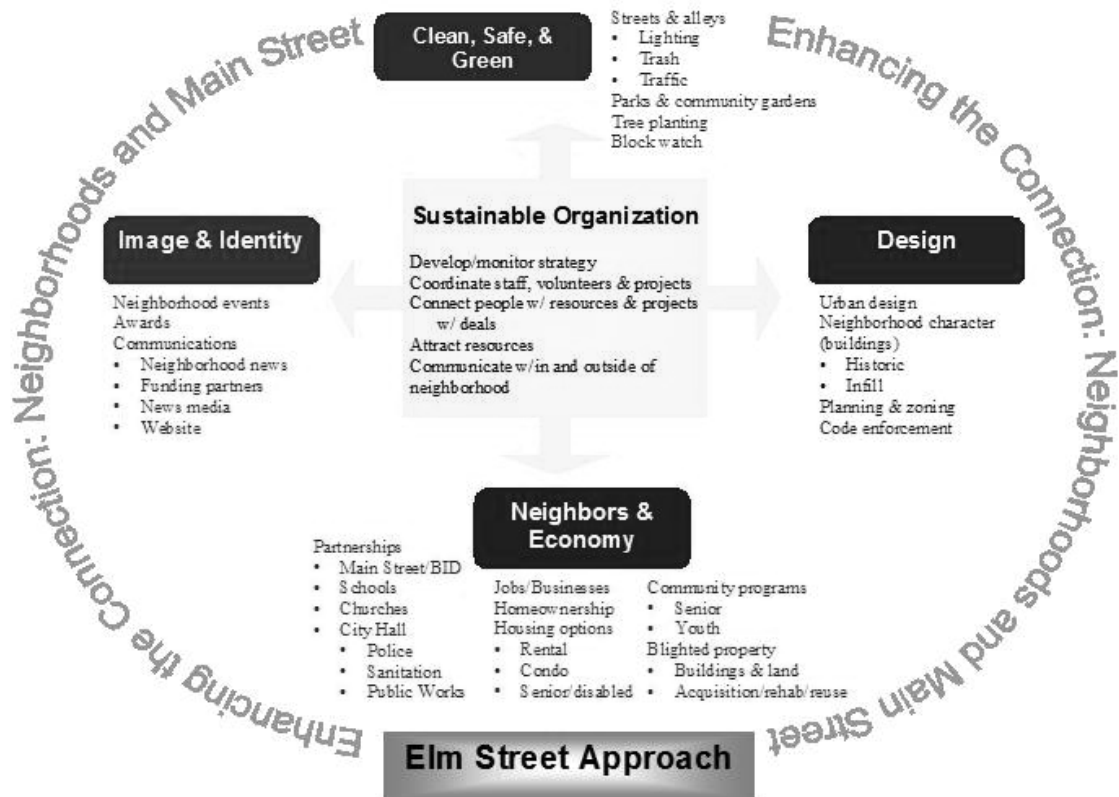 Enhancing the Connection: Neighborhoods and Main Street
Enhancing the Connection: Neighborhoods and Main Street
Clean, Safe, &
Green
Streets & alleys
• Lighting
• Trash
• Traffic
Parks & community gardens
Tree planting
Block watch
Image & Identity
Neighborhood events
Awards
Communications
• Neighborhood news
• Funding partners
• News media
• Website
Sustainable Organization
Develop/monitor strategy
Coordinate staff, volunteers & projects
Connect people w/ resources & projects
w/ deals
Attract resources
Communicate w/in and outside of
neighborhood
Design
Urban design
Neighborhood character
(buildings)
• Historic
• Infill
Planning & zoning
Code enforcement
Neighbors &
Economy
Partnerships
• Main Street/BID
• Schools
• Churches
• City Hall
• Police
• Sanitation
• Public Works
Jobs/Businesses
Homeownership
Housing options
• Rental
• Condo
• Senior/disabled
Community programs
• Senior
• Youth
Blighted property
• Buildings & land
• Acquisition/rehab/reuse
Elm Street Approach